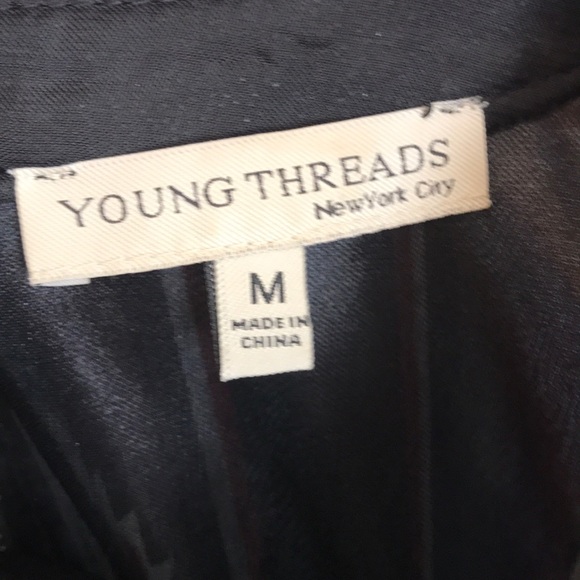 YOUNG THREADS
NewYork City
M
MADE IN
CHINA